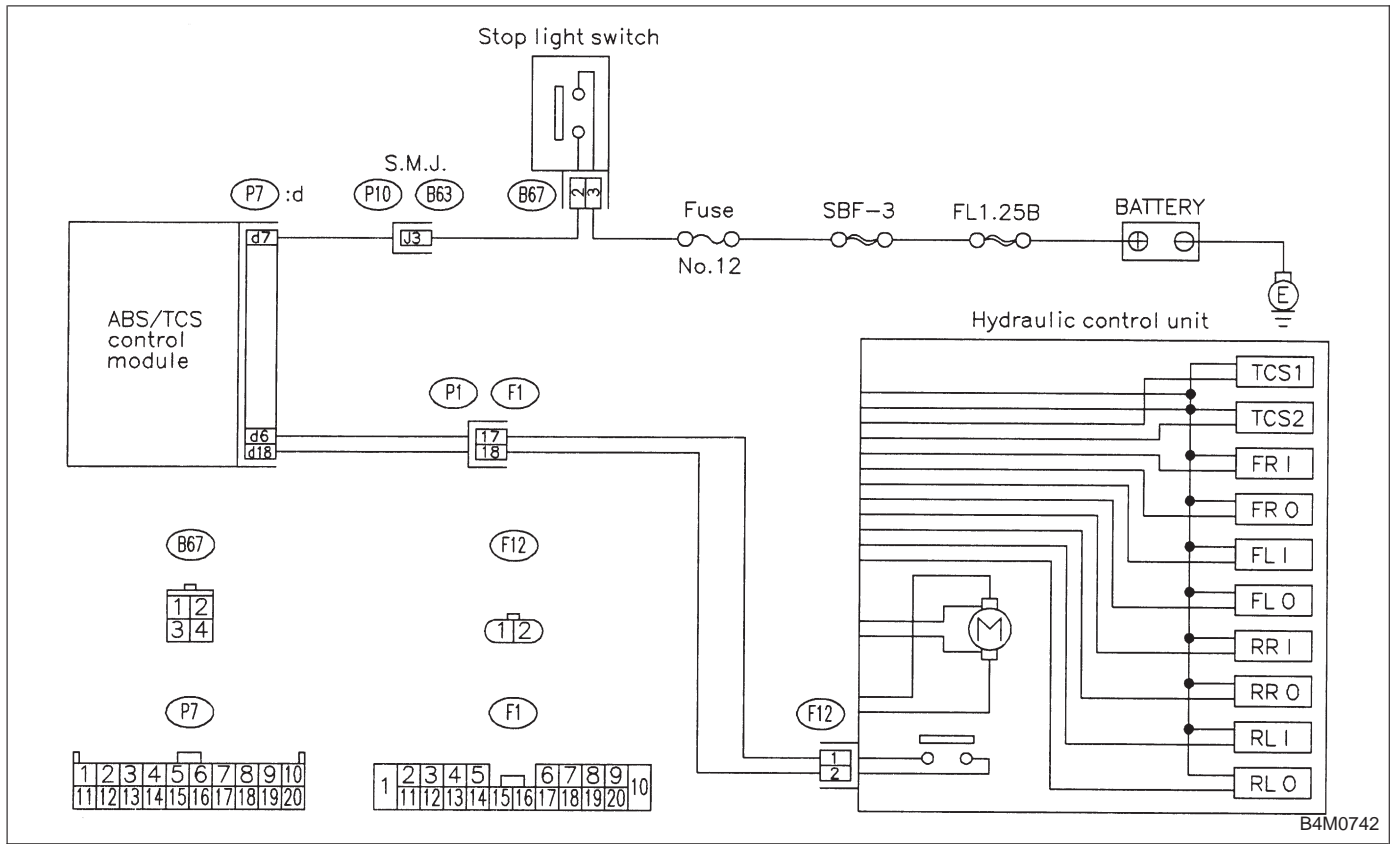 Stop light switch
S.M.J.
P7 :d
P10 B63
B67
2 3
Fuse
No.12
SBF-3
FL1.25B
BATTERY
E
d7
J3
ABS/TCS
control
module
Hydraulic control unit
P1 F1
d6
d18
17
18
TCS1
TCS2
FR I
FR O
FL I
FL O
RR I
RR O
RL I
RL O
M
F12
1
2
B67
1 2
3 4
F12
1 2
P7
1 2 3 4 5 6 7 8 9 10
11 12 13 14 15 16 17 18 19 20
F1
1 2 3 4 5 6 7 8 9 10
11 12 13 14 15 16 17 18 19 20
B4M0742